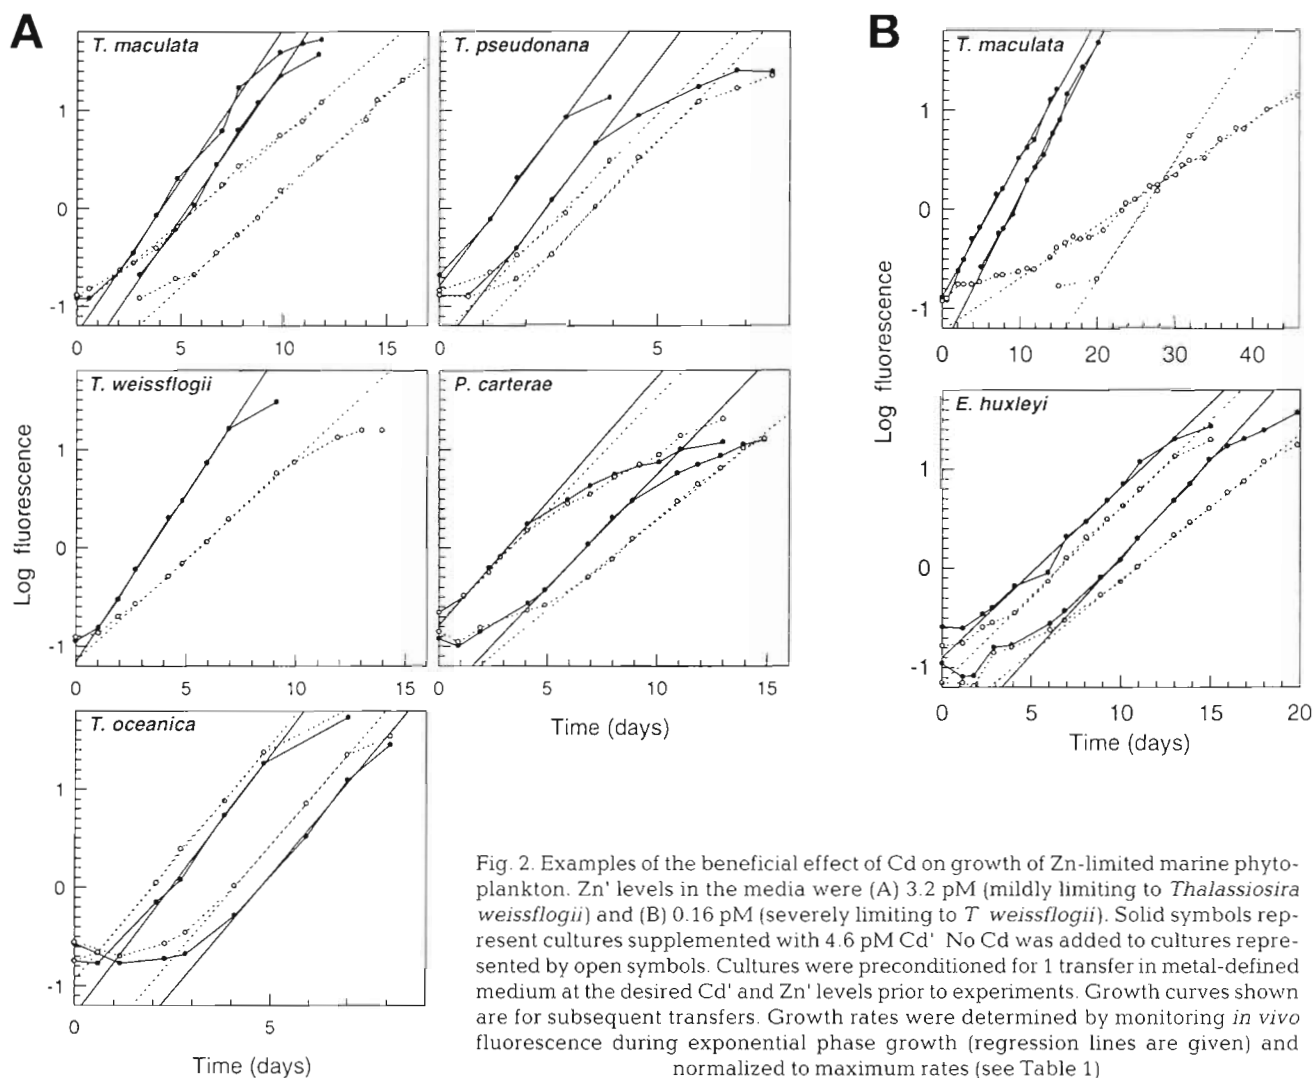 A
B
T. maculata
T. pseudonana
T. maculata
1
0
-1
0
5
10
15
0
5
1
0
-1
0
10
20
30
40
T. weissflogii
P. carterae
E. huxleyi
Log fluorescence
Log fluorescence
1
0
-1
0
5
10
15
0
5
10
15
Time (days)
1
0
-1
0
5
10
15
20
Time (days)
T. oceanica
1
0
-1
0
5
Time (days)
Fig. 2. Examples of the beneficial effect of Cd on growth of Zn-limited marine phyto-
plankton. Zn' levels in the media were (A) 3.2 pM (mildly limiting to Thalassiosira
weissflogii) and (B) 0.16 pM (severely limiting to T weissflogii). Solid symbols rep-
resent cultures supplemented with 4.6 pM Cd' No Cd was added to cultures repre-
sented by open symbols. Cultures were preconditioned for 1 transfer in metal-defined
medium at the desired Cd' and Zn' levels prior to experiments. Growth curves shown
are for subsequent transfers. Growth rates were determined by monitoring in vivo
fluorescence during exponential phase growth (regression lines are given) and
normalized to maximum rates (see Table 1)